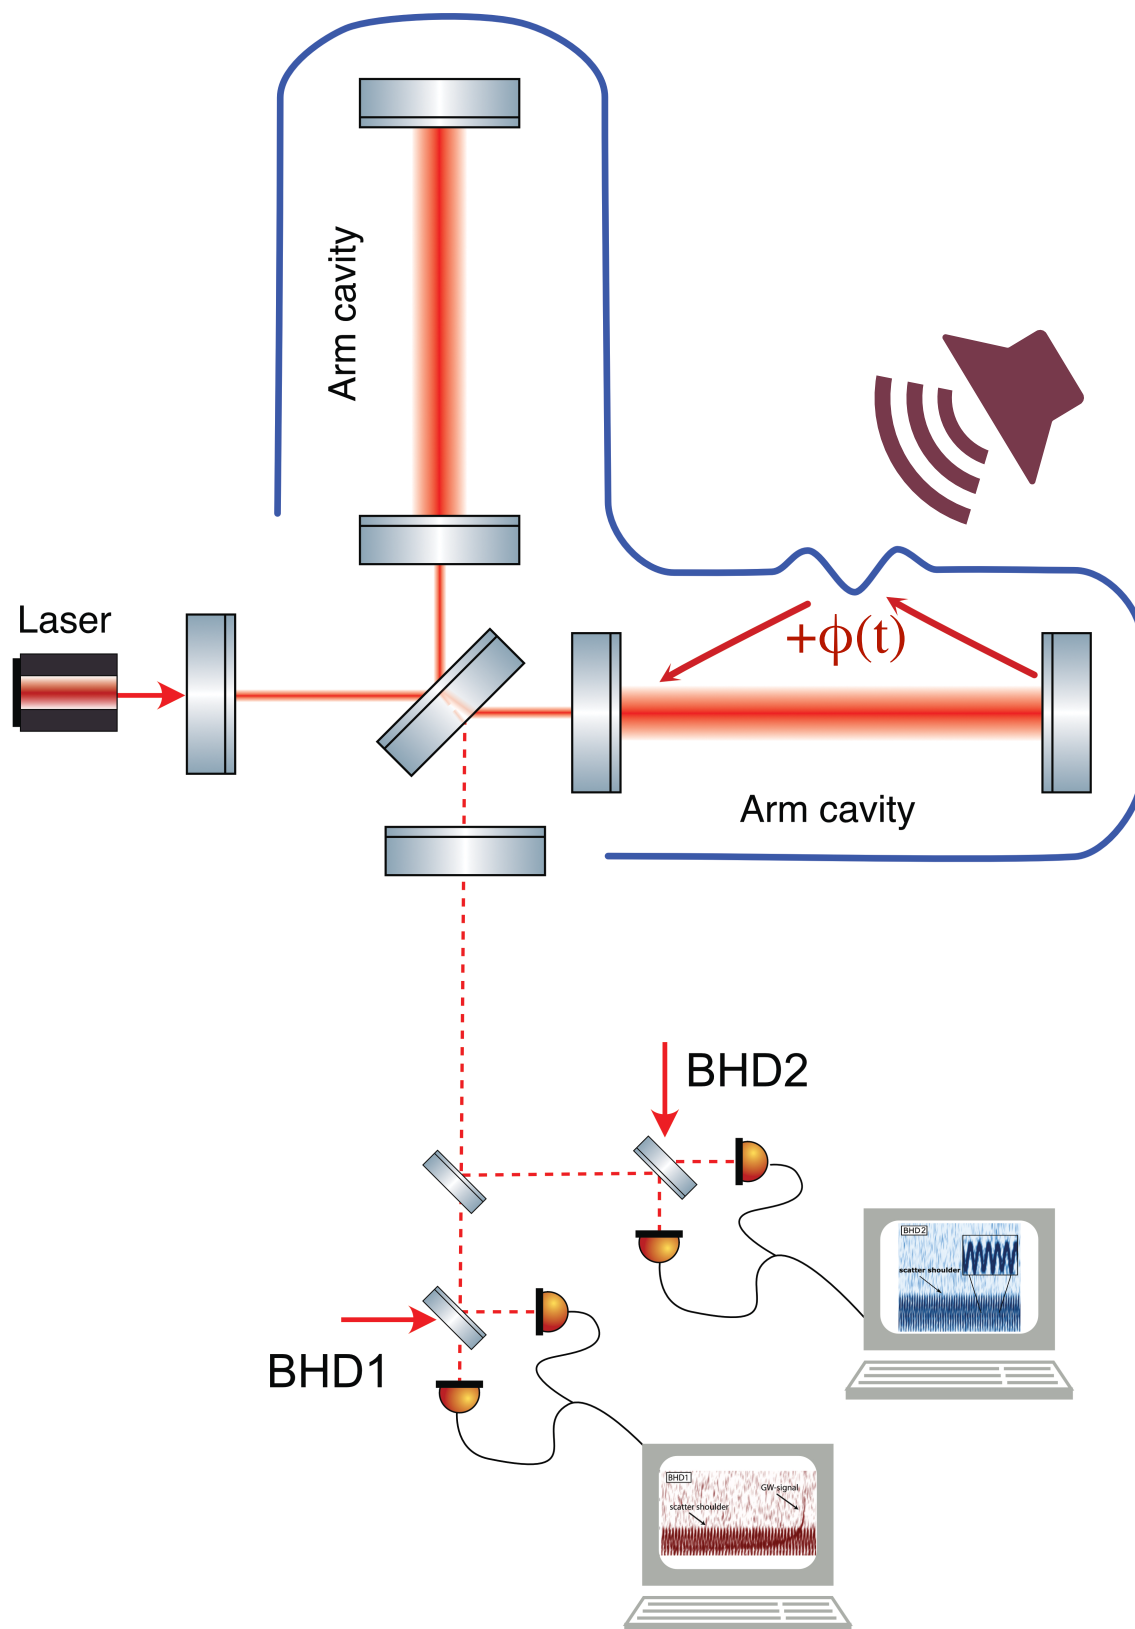 Arm cavity
Laser
+ϕ(t)
Arm cavity
BHD2
BHD2
scatter shoulder
BHD1
BHD1
GW-signal
scatter shoulder